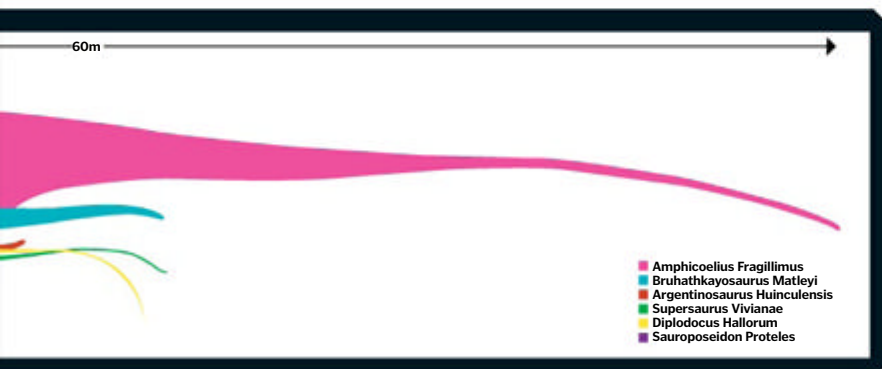 60m
Amphicoelius Fragillimus
Bruhathkayosaurus Matleyi
Argentinosaurus Huinculensis
Supersaurus Vivianae
Diplodocus Hallorum
Sauroposeidon Proteles